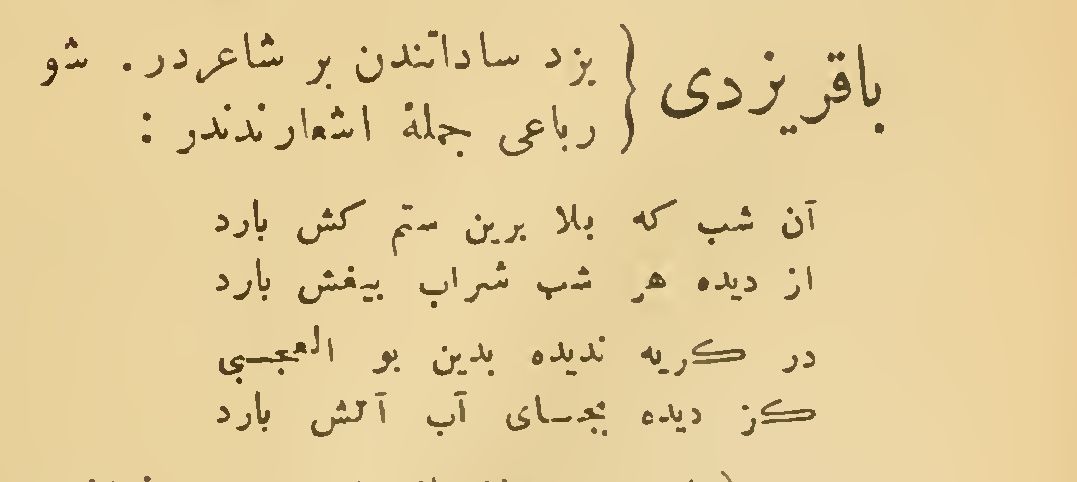 باقر یزدی { یزد ساداتندن بر شاعردر . شو
رباعی جملهٔ اشعارندندر :
آن شب که بلا برین ستم کش بارد
از دیده هر شب شراب بیغش بارد
در کریه ندیده بدین بو العجبی
کز دیده بجای آب آتش بارد